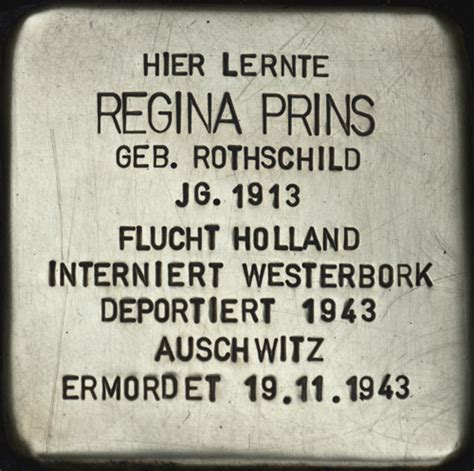 HIER LERNTE
REGINA PRINS
GEB. ROTHSCHILD
JG. 1913
FLUCHT HOLLAND
INTERNIERT WESTERBORK
DEPORTIERT 1943
AUSCHWITZ
ERMORDET 19.11.1943